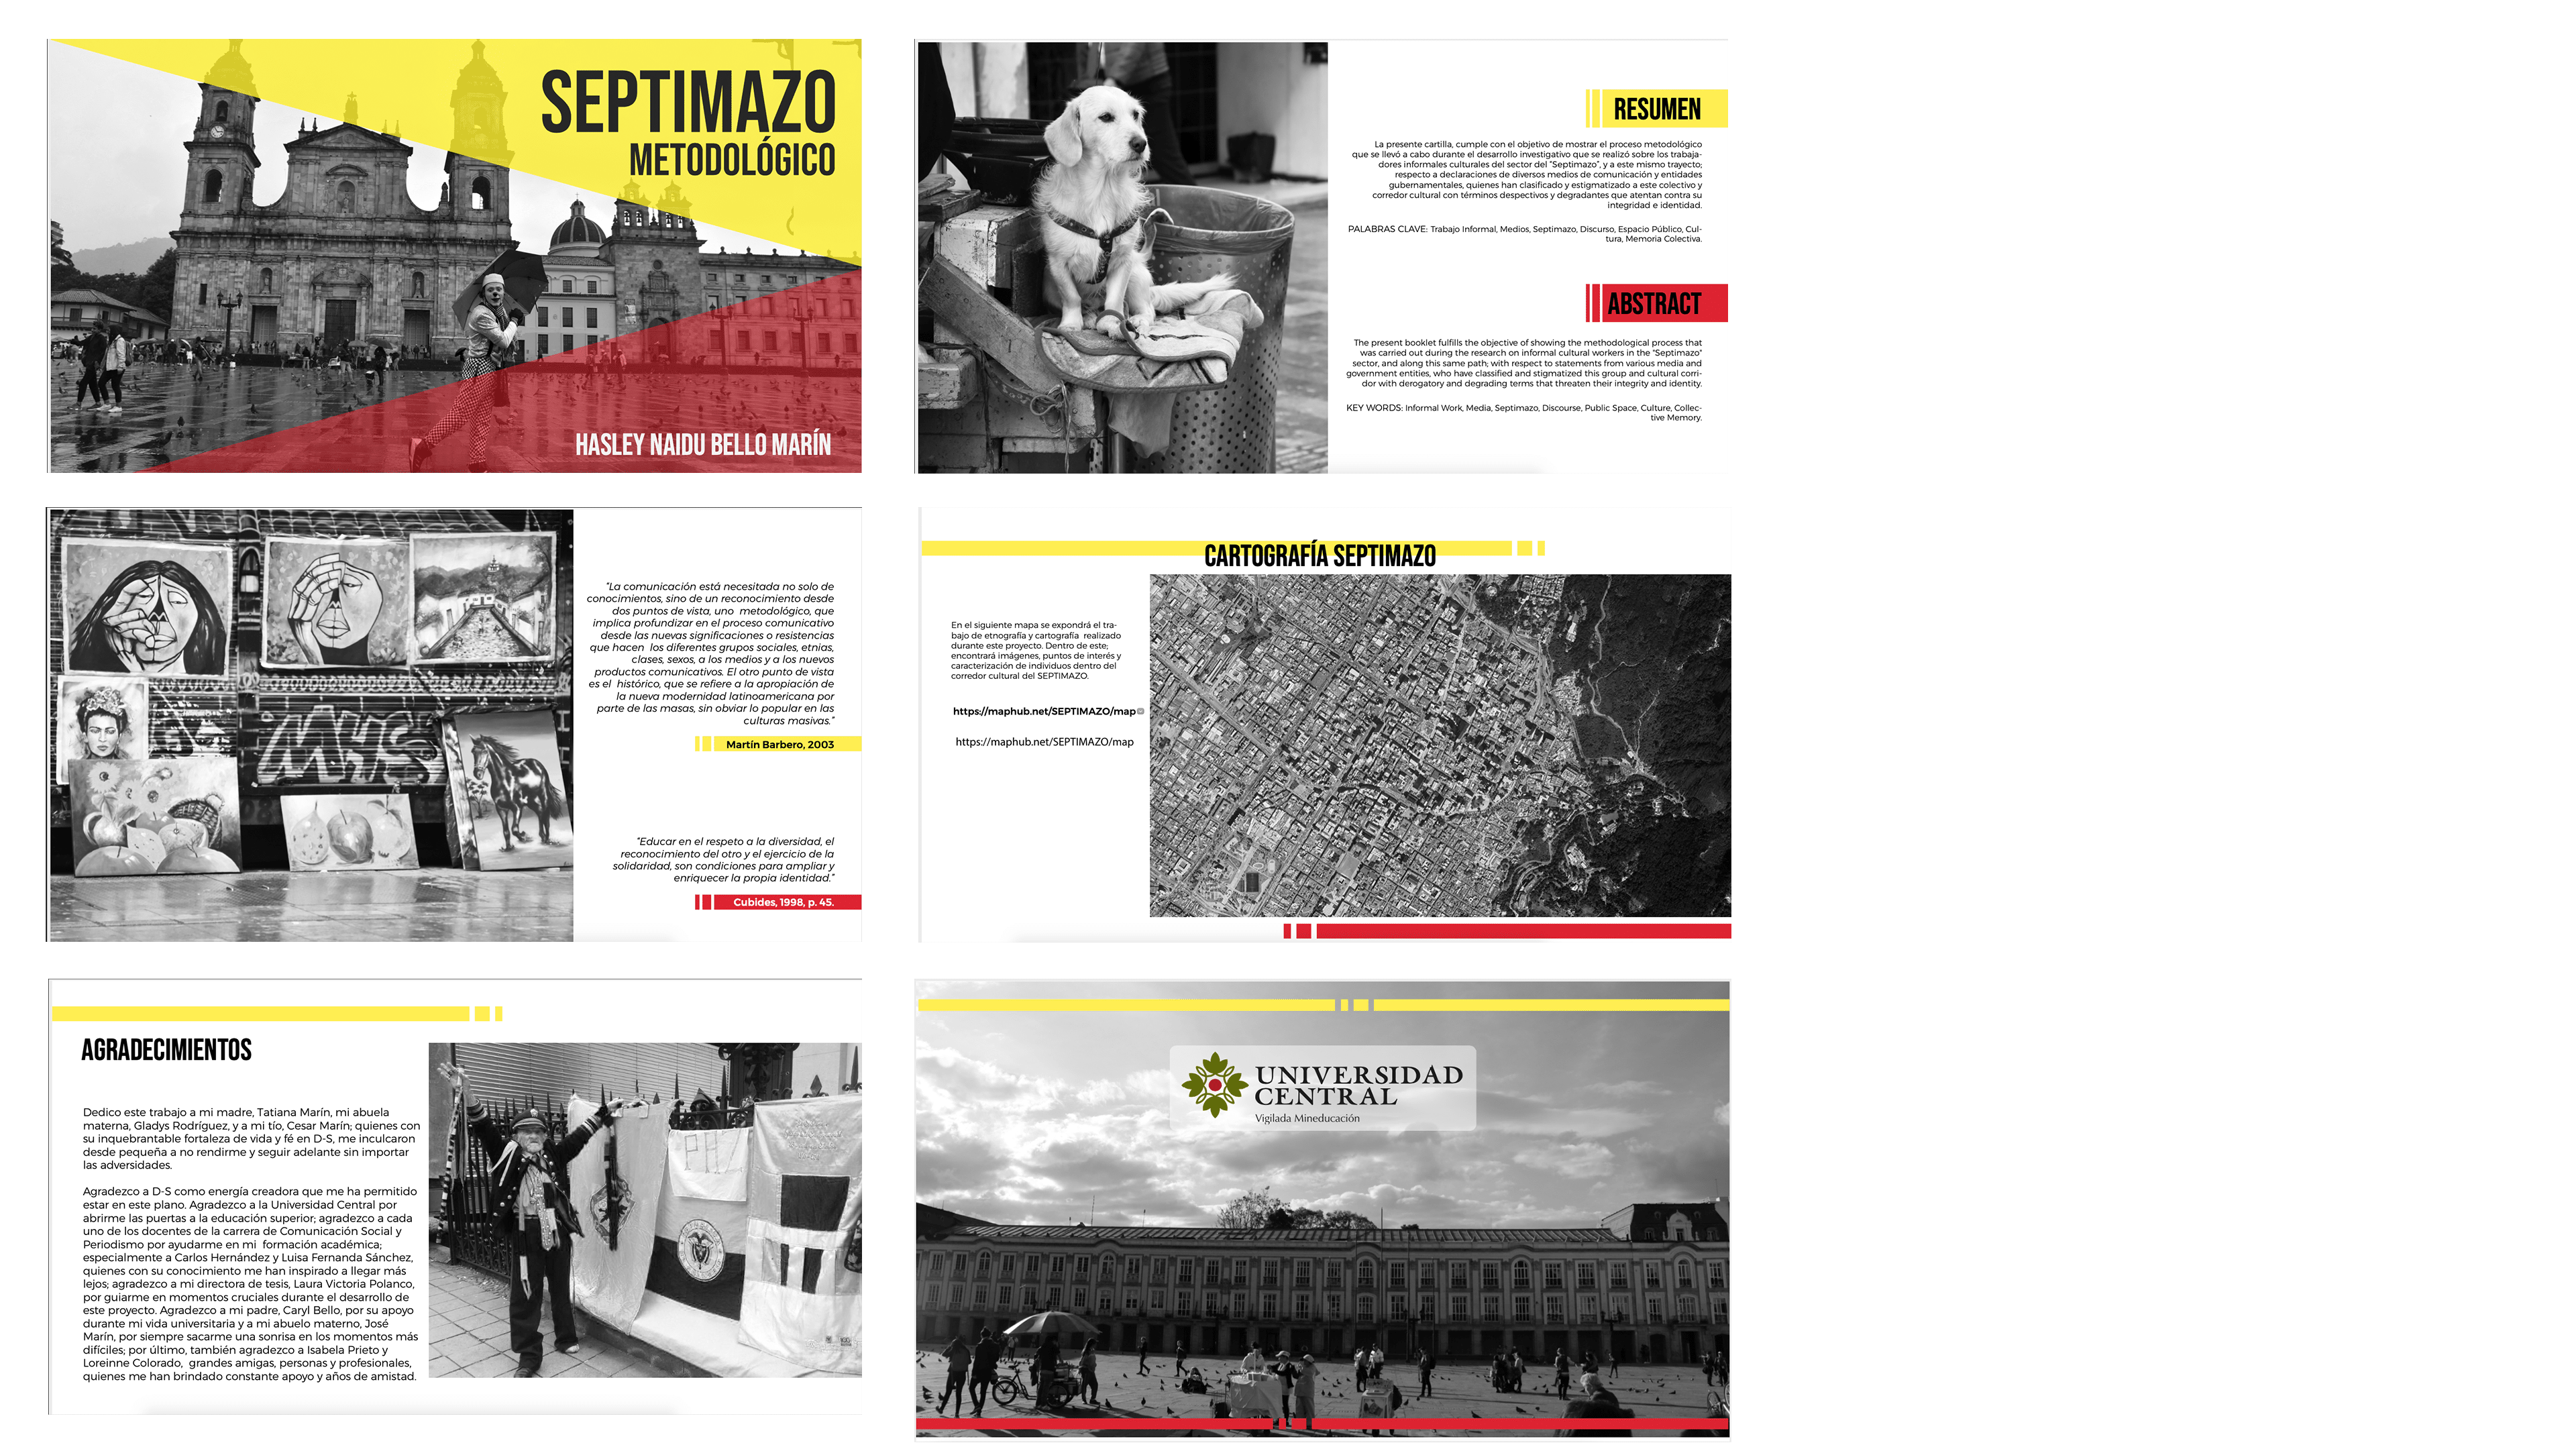 SEPTIMAZO
METODOLÓGICO
HASLEY NAIDU BELLO MARÍN
RESUMEN
La presente cartilla, cumple con el objetivo de mostrar el proceso metodológico
que se llevó a cabo durante el desarrollo investigativo que se realizó sobre los trabaja-
dores informales culturales del sector del "Septimazo", y a este mismo trayecto;
respecto a declaraciones de diversos medios de comunicación y entidades
gubernamentales, quienes han clasificado y estigmatizado a este colectivo y
corredor cultural con términos despectivos y degradantes que atentan contra su
integridad e identidad.
PALABRAS CLAVE: Trabajo Informal, Medios, Septimazo, Discurso, Espacio Público, Cul-
tura, Memoria Colectiva.
ABSTRACT
The present booklet fulfills the objective of showing the methodological process that
was carried out during the research on informal cultural workers in the "Septimazo"
sector, and along this same path; with respect to statements from various media and
government entities, who have classified and stigmatized this group and cultural corri-
dor with derogatory and degrading terms that threaten their integrity and identity.
KEY WORDS: Informal Work, Media, Septimazo, Discourse, Public Space, Culture, Collec-
tive Memory.
"La comunicación está necesitada no solo de
conocimientos, sino de un reconocimiento desde
dos puntos de vista, uno metodológico, que
implica profundizar en el proceso comunicativo
desde las nuevas significaciones o resistencias
que hacen los diferentes grupos sociales, etnias,
clases, sexos, a los medios y a los nuevos
productos comunicativos. El otro punto de vista
es el histórico, que se refiere a la apropiación de
la nueva modernidad latinoamericana por
parte de las masas, sin obviar lo popular en las
culturas masivas."
Martín Barbero, 2003
"Educar en el respeto a la diversidad, el
reconocimiento del otro y el ejercicio de la
solidaridad, son condiciones para ampliar y
enriquecer la propia identidad."
Cubides, 1998, p. 45.
CARTOGRAFÍA SEPTIMAZO
En el siguiente mapa se expondrá el tra-
bajo de etnografía y cartografía realizado
durante este proyecto. Dentro de este;
encontrará imágenes, puntos de interés y
caracterización de individuos dentro del
corredor cultural del SEPTIMAZO.
https://maphub.net/SEPTIMAZO/map
https://maphub.net/SEPTIMAZO/map
AGRADECIMIENTOS
Dedico este trabajo a mi madre, Tatiana Marín, mi abuela
materna, Gladys Rodríguez, y a mi tío, Cesar Marín; quienes con
su inquebrantable fortaleza de vida y fé en D-S, me inculcaron
desde pequeña a no rendirme y seguir adelante sin importar
las adversidades.
Agradezco a D-S como energía creadora que me ha permitido
estar en este plano. Agradezco a la Universidad Central por
abrirme las puertas a la educación superior; agradezco a cada
uno de los docentes de la carrera de Comunicación Social y
Periodismo por ayudarme en mi formación académica;
especialmente a Carlos Hernández y Luisa Fernanda Sánchez,
quienes con su conocimiento me han inspirado a llegar más
lejos; agradezco a mi directora de tesis, Laura Victoria Polanco,
por guiarme en momentos cruciales durante el desarrollo de
este proyecto. Agradezco a mi padre, Caryl Bello, por su apoyo
durante mi vida universitaria y a mi abuelo materno, José
Marín, por siempre sacarme una sonrisa en los momentos más
difíciles; por último, también agradezco a Isabela Prieto y
Loreinne Colorado, grandes amigas, personas y profesionales,
quienes me han brindado constante apoyo y años de amistad.
UNIVERSIDAD
CENTRAL
Vigilada Mineducación